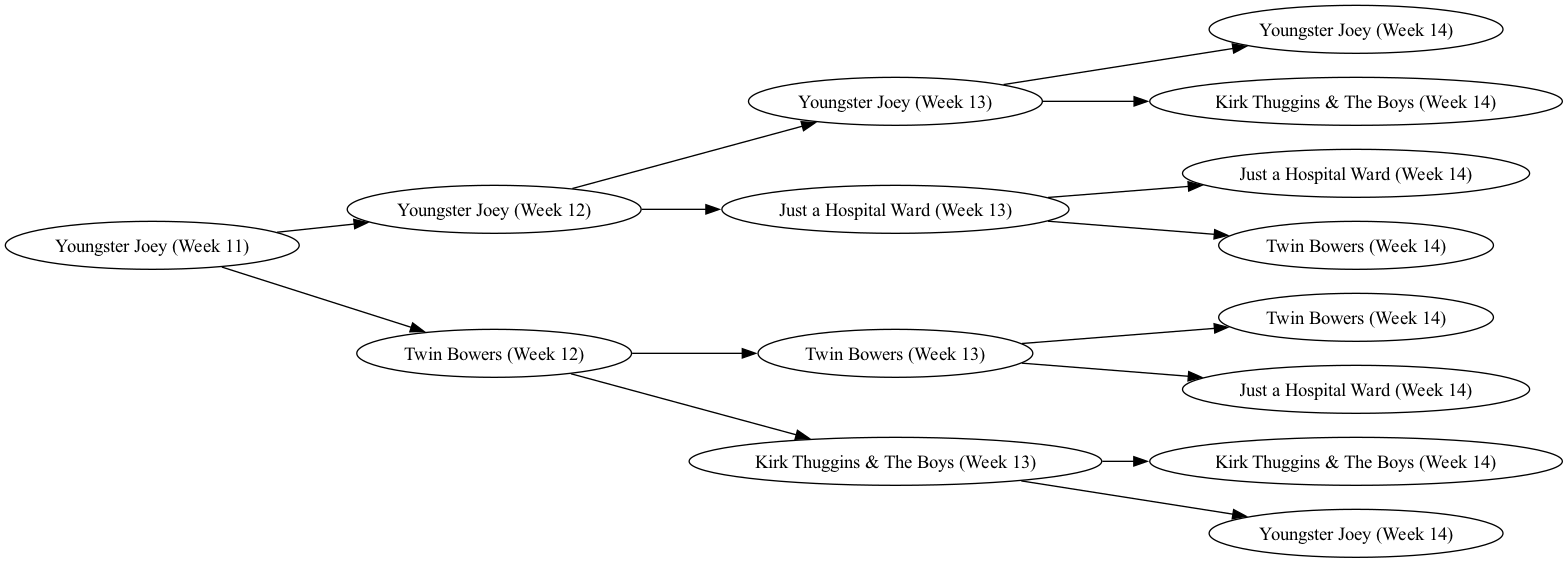 Youngster Joey (Week 14)
Youngster Joey (Week 13)
Kirk Thuggins & The Boys (Week 14)
Just a Hospital Ward (Week 14)
Youngster Joey (Week 12)
Just a Hospital Ward (Week 13)
Youngster Joey (Week 11)
Twin Bowers (Week 14)
Twin Bowers (Week 14)
Twin Bowers (Week 12)
Twin Bowers (Week 13)
Just a Hospital Ward (Week 14)
Kirk Thuggins & The Boys (Week 13)
Kirk Thuggins & The Boys (Week 14)
Youngster Joey (Week 14)